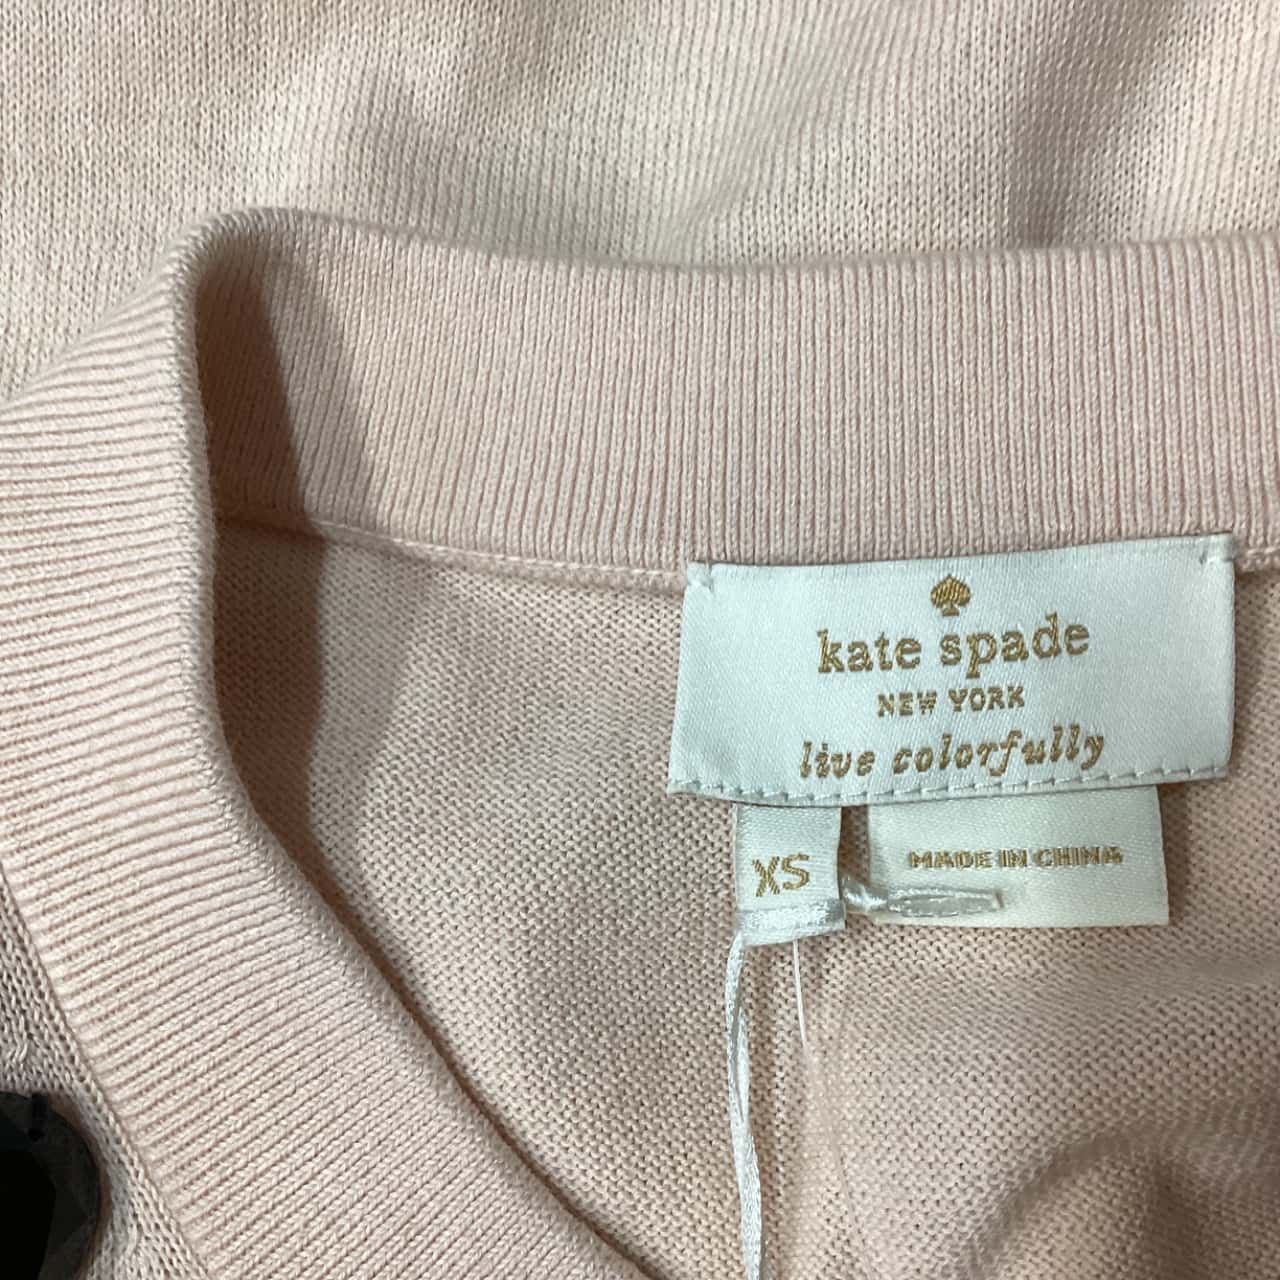 kate spade
NEW YORK
live colorfully
XS
MADE IN CHINA